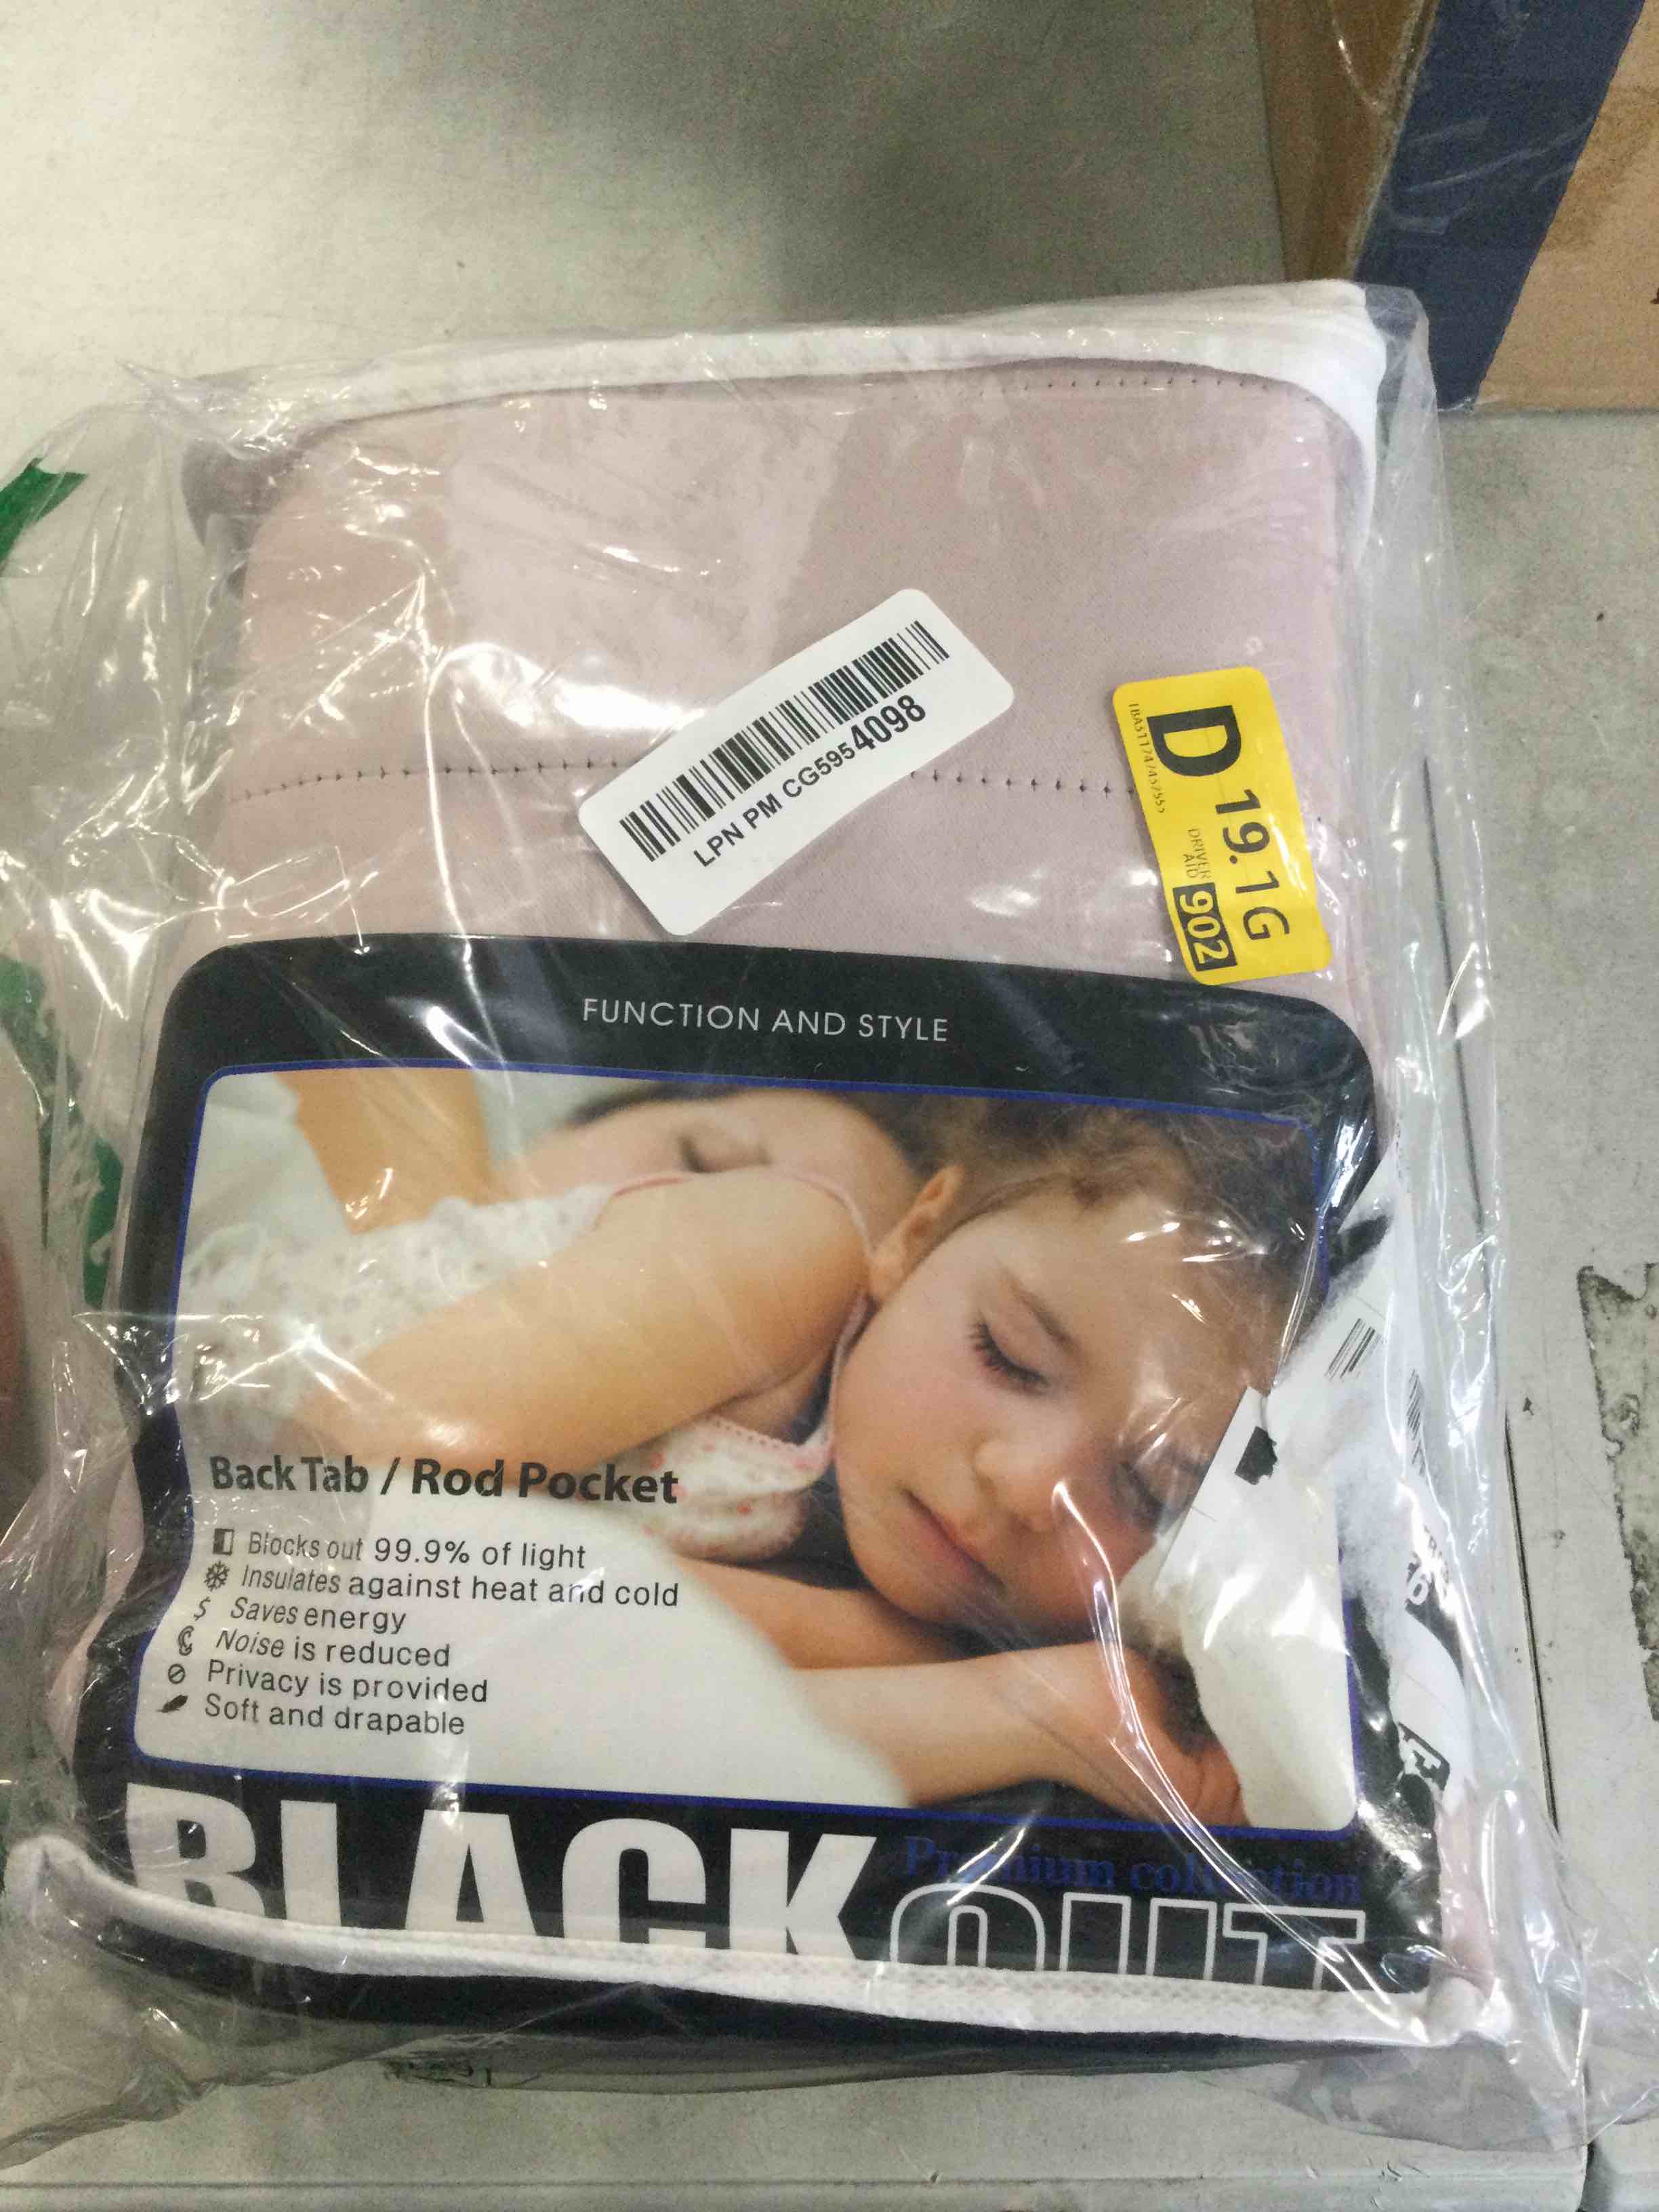 LPN PM CG5954098
D 19.1G
DRIVER AID 902
FUNCTION AND STYLE
Back Tab / Rod Pocket
Blocks out 99.9% of light
Insulates against heat and cold
$ Saves energy
Noise is reduced
Privacy is provided
Soft and drapable
Premium collection
BLACKOUT